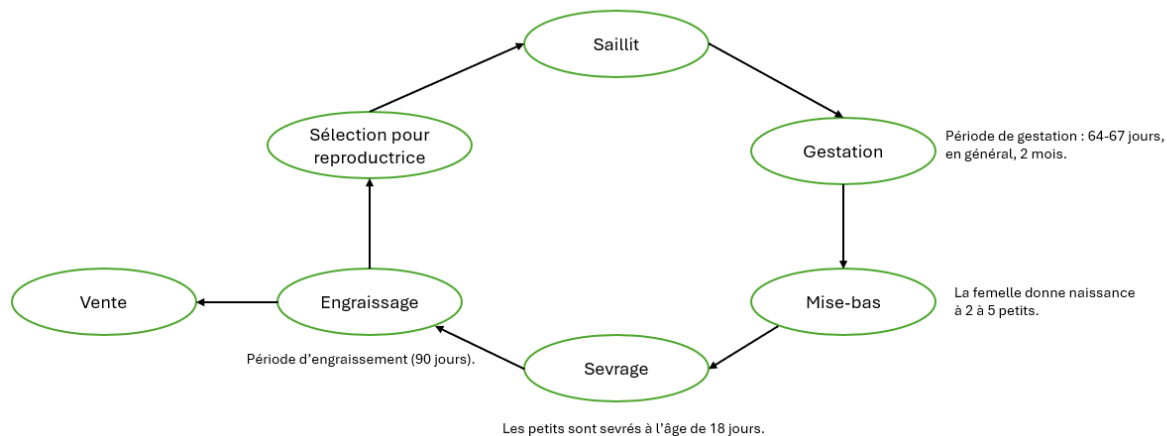 Saillit
Sélection pour
reproductrice
Gestation
Période de gestation : 64-67 jours,
en général, 2 mois.
Vente
Engraissage
Mise-bas
La femelle donne naissance
à 2 à 5 petits.
Période d’engraissement (90 jours).
Sevrage
Les petits sont sevrés à l’âge de 18 jours.